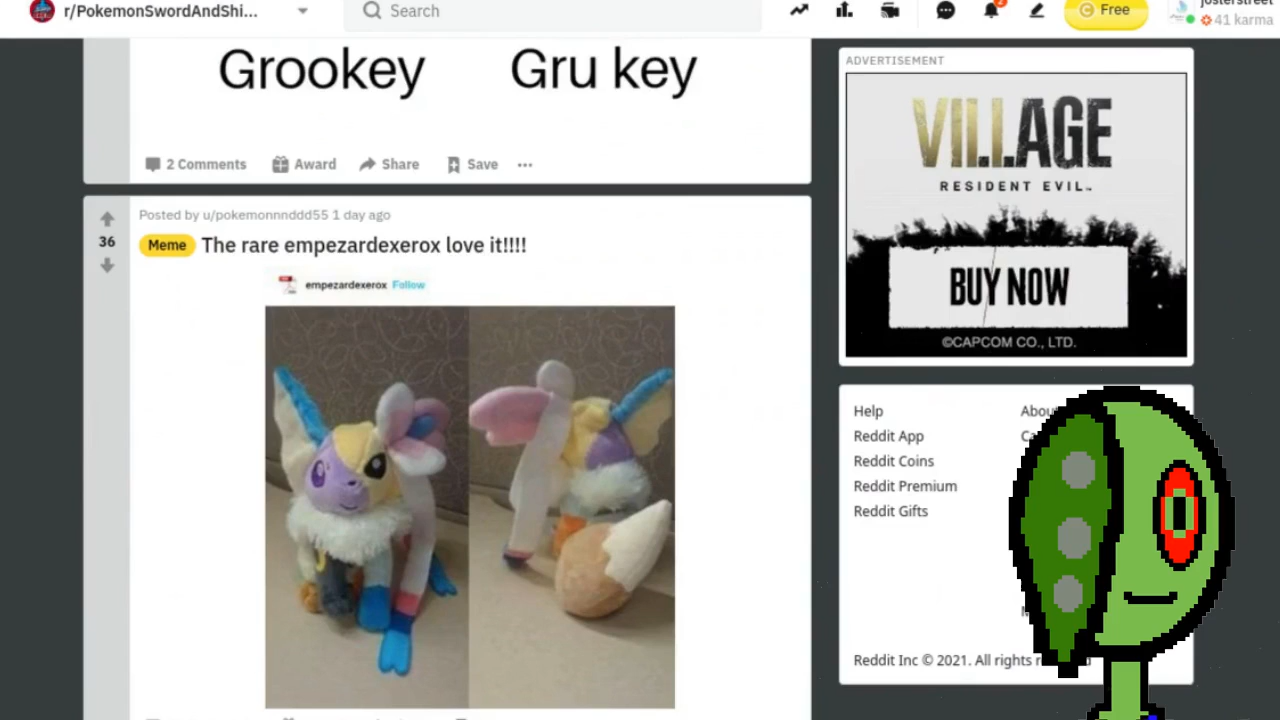 r/PokemonSwordAndShi...
Search
2
Free
41 karma
Grookey
Gru key
2 Comments
Award
Share
Save
Posted by u/pokemonnnddd55 1 day ago
36
Meme
The rare empezardexerox love it!!!!
empezardexerox Follow
ADVERTISEMENT
VILLAGE
RESIDENT EVIL™
BUY NOW
©CAPCOM CO., LTD.
Help
Reddit App
Reddit Coins
Reddit Premium
Reddit Gifts
Reddit Inc © 2021. All rights